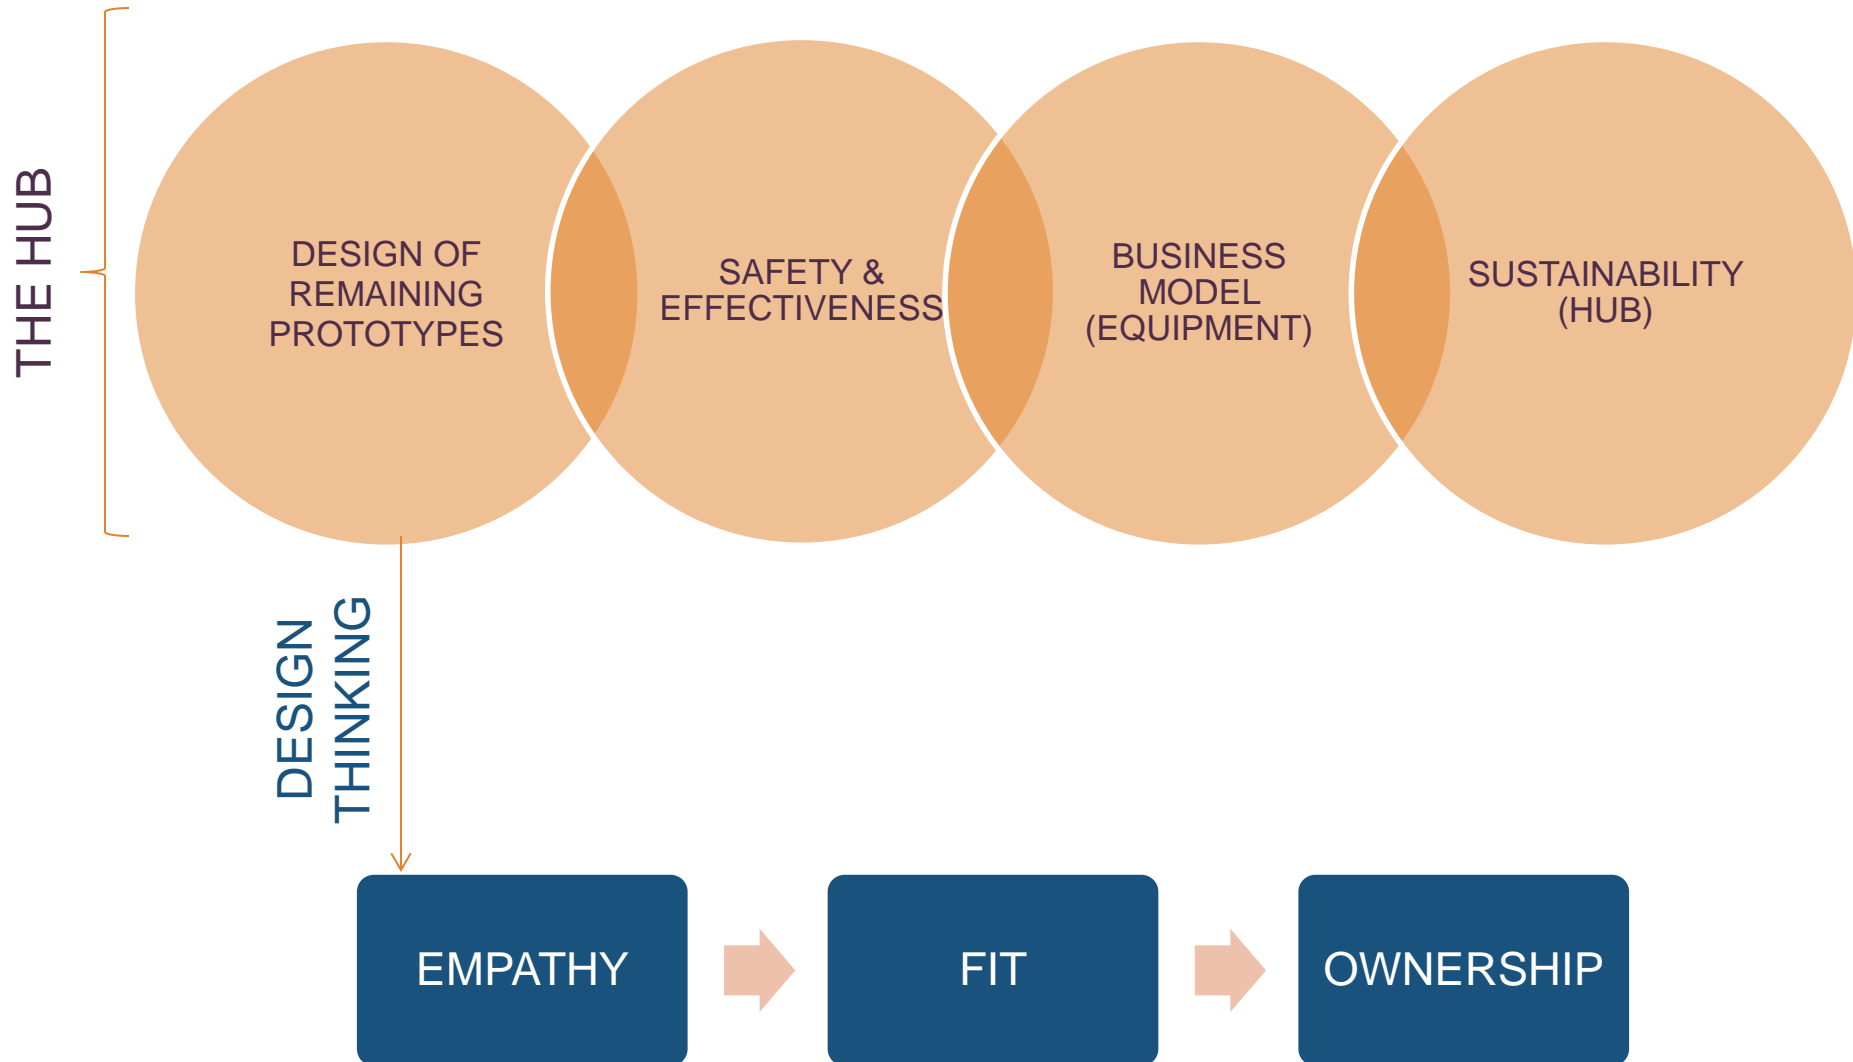 THE HUB
DESIGN OF
REMAINING
PROTOTYPES
SAFETY &
EFFECTIVENESS
BUSINESS
MODEL
(EQUIPMENT)
SUSTAINABILITY
(HUB)
DESIGN
THINKING
EMPATHY
FIT
OWNERSHIP